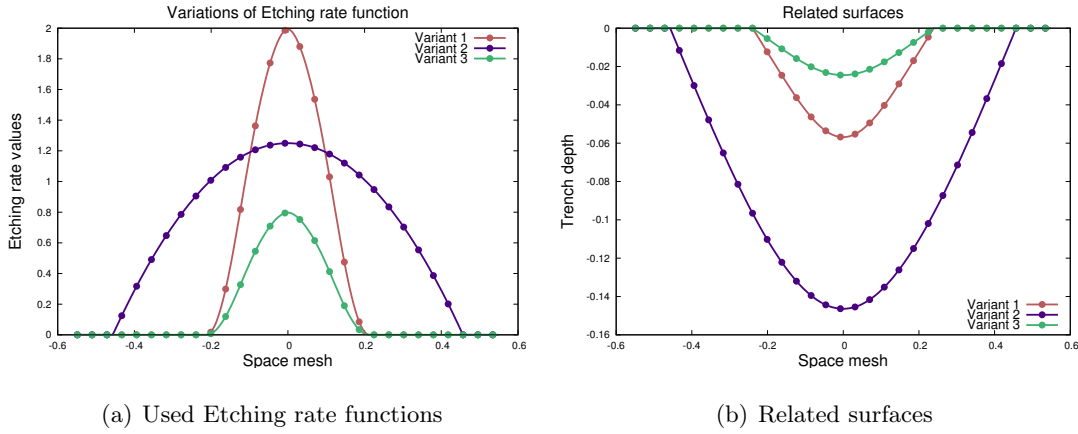 Variations of Etching rate function
Etching rate values
2
1.8
1.6
1.4
1.2
1
0.8
0.6
0.4
0.2
0
-0.6
-0.4
-0.2
0
0.2
0.4
0.6
Space mesh
Variant 1
Variant 2
Variant 3
(a) Used Etching rate functions
Related surfaces
Trench depth
0
-0.02
-0.04
-0.06
-0.08
-0.1
-0.12
-0.14
-0.16
-0.6
-0.4
-0.2
0
0.2
0.4
0.6
Space mesh
Variant 1
Variant 2
Variant 3
(b) Related surfaces